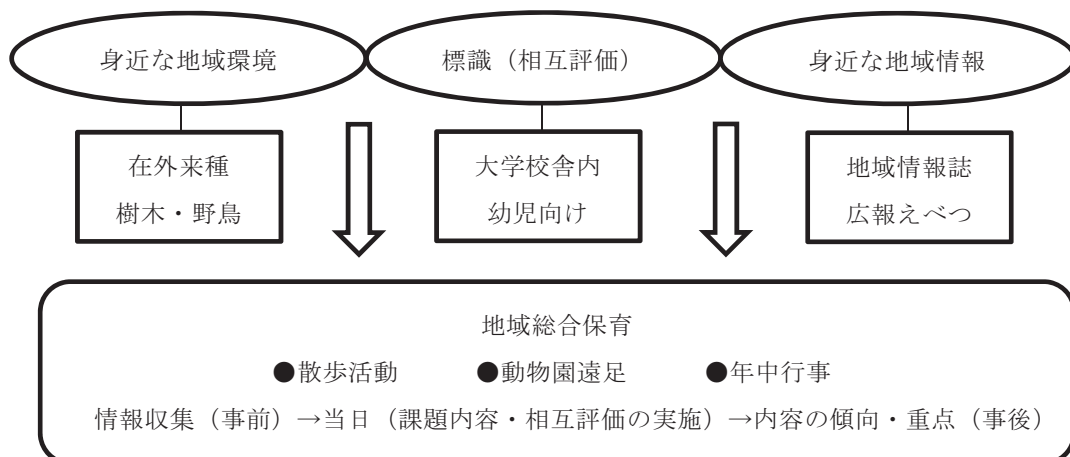 身近な地域環境
標識（相互評価）
身近な地域情報
在外来種
樹木・野鳥
大学校舎内
幼児向け
地域情報誌
広報えべつ
地域総合保育
●散歩活動　●動物園遠足　●年中行事
情報収集（事前）→当日（課題内容・相互評価の実施）→内容の傾向・重点（事後）